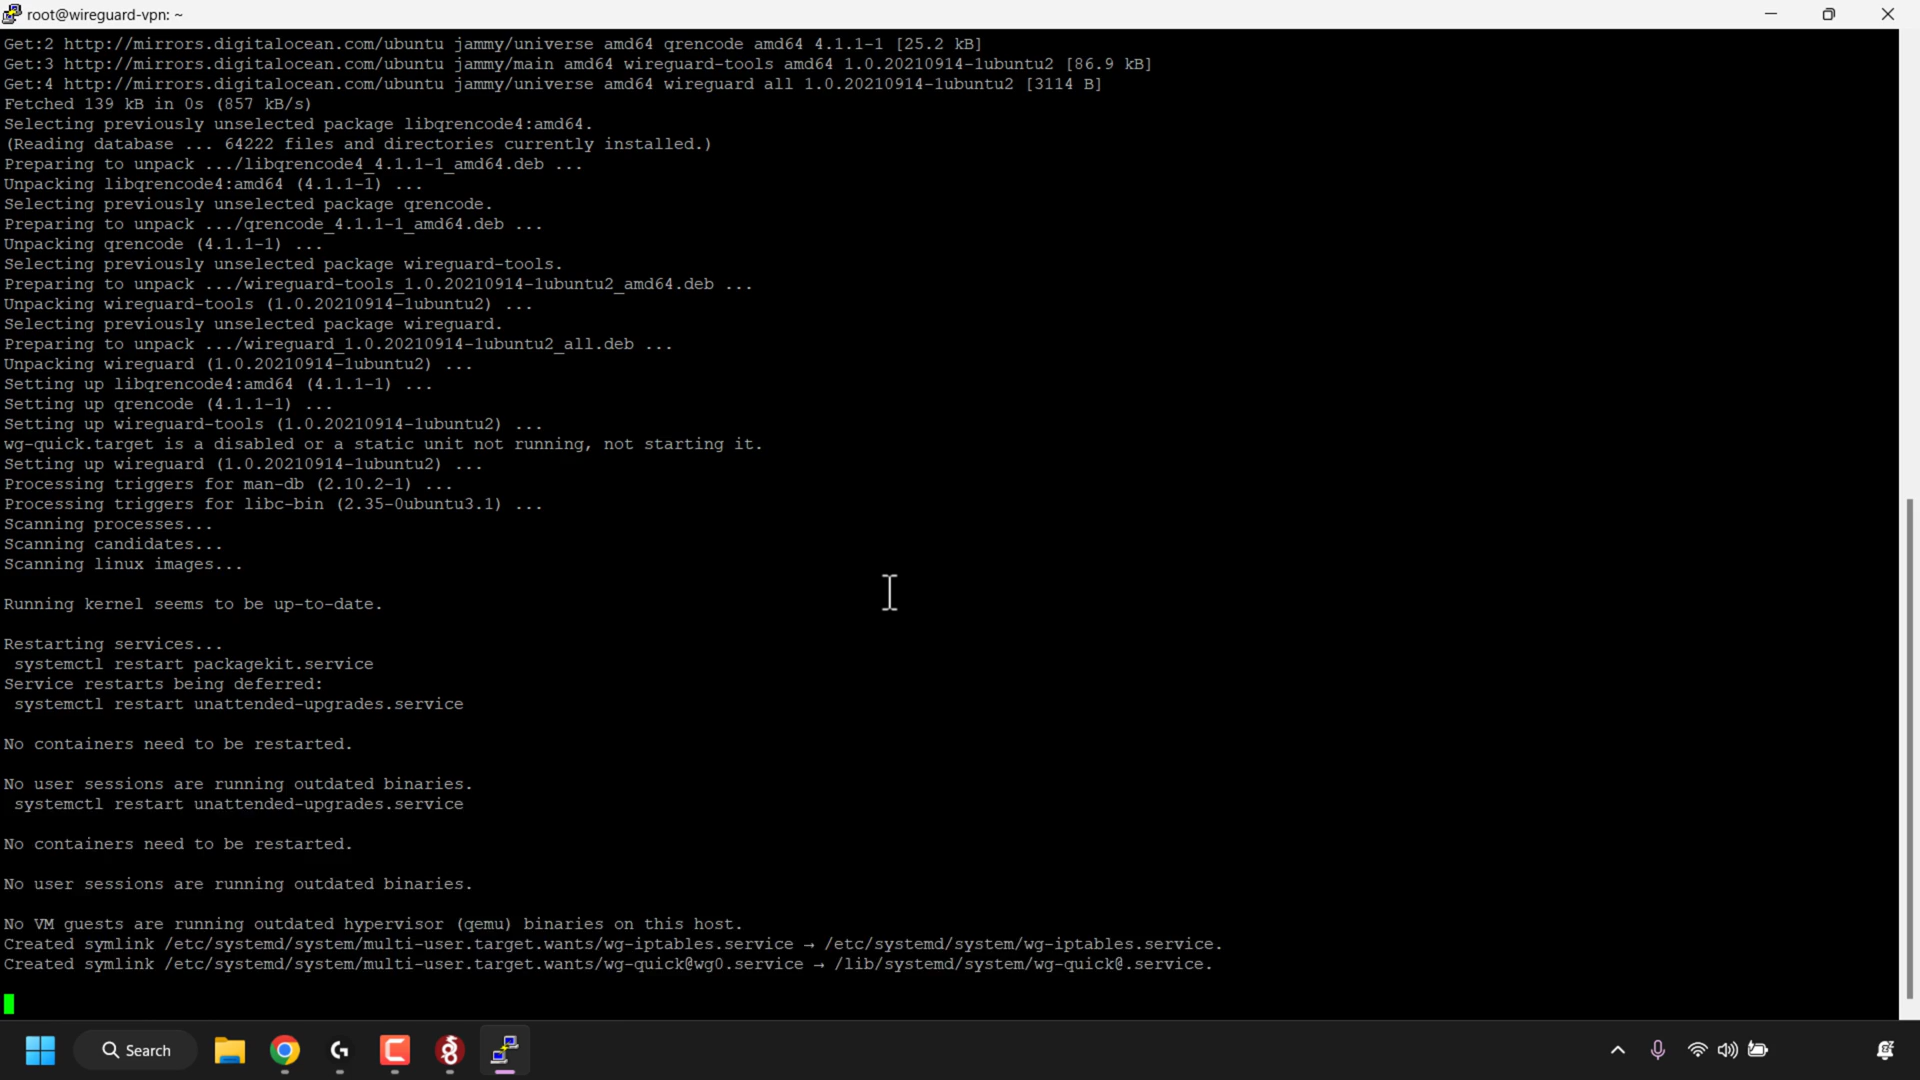 root@wireguard-vpn: ~
Get:2 http://mirrors.digitalocean.com/ubuntu jammy/universe amd64 qrencode amd64 4.1.1-1 [25.2 kB]
Get:3 http://mirrors.digitalocean.com/ubuntu jammy/main amd64 wireguard-tools amd64 1.0.20210914-1ubuntu2 [86.9 kB]
Get:4 http://mirrors.digitalocean.com/ubuntu jammy/universe amd64 wireguard all 1.0.20210914-1ubuntu2 [3114 B]
Fetched 139 kB in 0s (857 kB/s)
Selecting previously unselected package libqrencode4:amd64.
(Reading database ... 64222 files and directories currently installed.)
Preparing to unpack .../libqrencode4_4.1.1-1_amd64.deb ...
Unpacking libqrencode4:amd64 (4.1.1-1) ...
Selecting previously unselected package qrencode.
Preparing to unpack .../qrencode_4.1.1-1_amd64.deb ...
Unpacking qrencode (4.1.1-1) ...
Selecting previously unselected package wireguard-tools.
Preparing to unpack .../wireguard-tools_1.0.20210914-1ubuntu2_amd64.deb ...
Unpacking wireguard-tools (1.0.20210914-1ubuntu2) ...
Selecting previously unselected package wireguard.
Preparing to unpack .../wireguard_1.0.20210914-1ubuntu2_all.deb ...
Unpacking wireguard (1.0.20210914-1ubuntu2) ...
Setting up libqrencode4:amd64 (4.1.1-1) ...
Setting up qrencode (4.1.1-1) ...
Setting up wireguard-tools (1.0.20210914-1ubuntu2) ...
wg-quick.target is a disabled or a static unit not running, not starting it.
Setting up wireguard (1.0.20210914-1ubuntu2) ...
Processing triggers for man-db (2.10.2-1) ...
Processing triggers for libc-bin (2.35-0ubuntu3.1) ...
Scanning processes...
Scanning candidates...
Scanning linux images...
Running kernel seems to be up-to-date.
Restarting services...
systemctl restart packagekit.service
Service restarts being deferred:
systemctl restart unattended-upgrades.service
No containers need to be restarted.
No user sessions are running outdated binaries.
systemctl restart unattended-upgrades.service
No containers need to be restarted.
No user sessions are running outdated binaries.
No VM guests are running outdated hypervisor (qemu) binaries on this host.
Created symlink /etc/systemd/system/multi-user.target.wants/wg-iptables.service → /etc/systemd/system/wg-iptables.service.
Created symlink /etc/systemd/system/multi-user.target.wants/wg-quick@wg0.service → /lib/systemd/system/wg-quick@.service.
Search